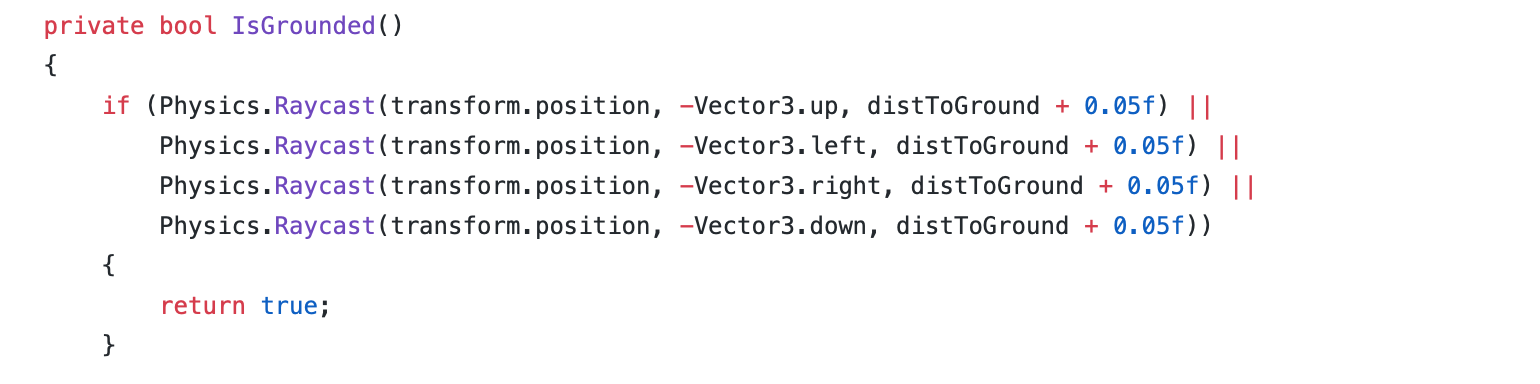 private bool IsGrounded()
{
    if (Physics.Raycast(transform.position, −Vector3.up, distToGround + 0.05f) ||
        Physics.Raycast(transform.position, −Vector3.left, distToGround + 0.05f) ||
        Physics.Raycast(transform.position, −Vector3.right, distToGround + 0.05f) ||
        Physics.Raycast(transform.position, −Vector3.down, distToGround + 0.05f))
    {
        return true;
    }